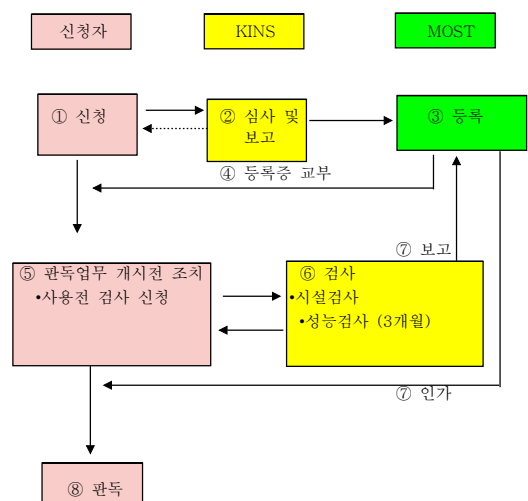 신청자
KINS
MOST
① 신청
② 심사 및
보고
③ 등록
④ 등록증 교부
⑦ 보고
⑤ 판독업무 개시전 조치
•사용전 검사 신청
⑥ 검사
•시설검사
•성능검사 (3개월)
⑦ 인가
⑧ 판독